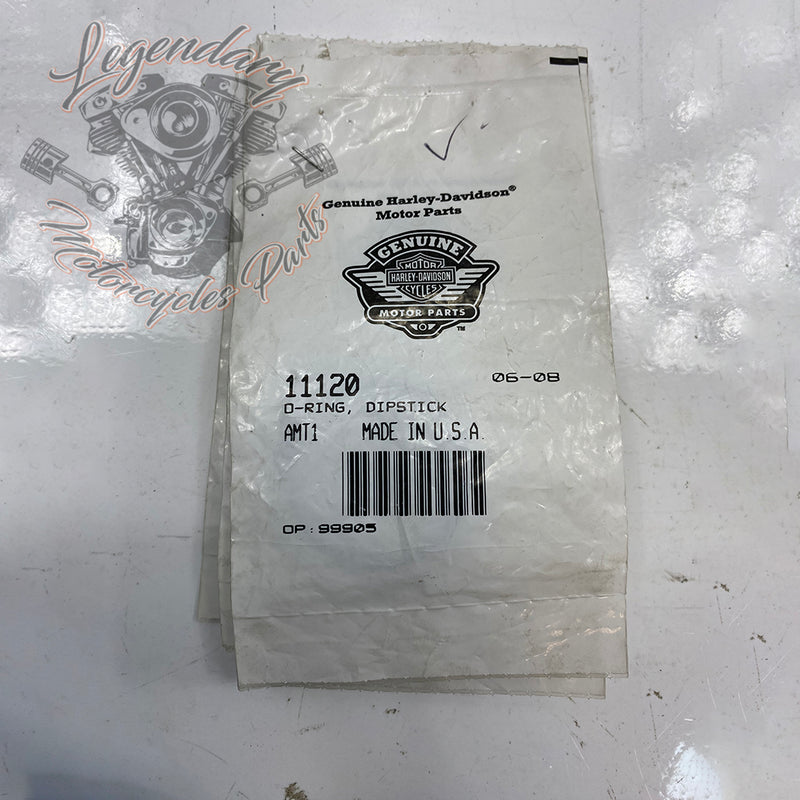 Legendary
Motorcycles Parts
Genuine Harley-Davidson®
Motor Parts
GENUINE
MOTOR
HARLEY-DAVIDSON
CYCLES
MOTOR PARTS
TM
11120 06-08
O-RING, DIPSTICK
AMT1 MADE IN U.S.A.
OP: 99905